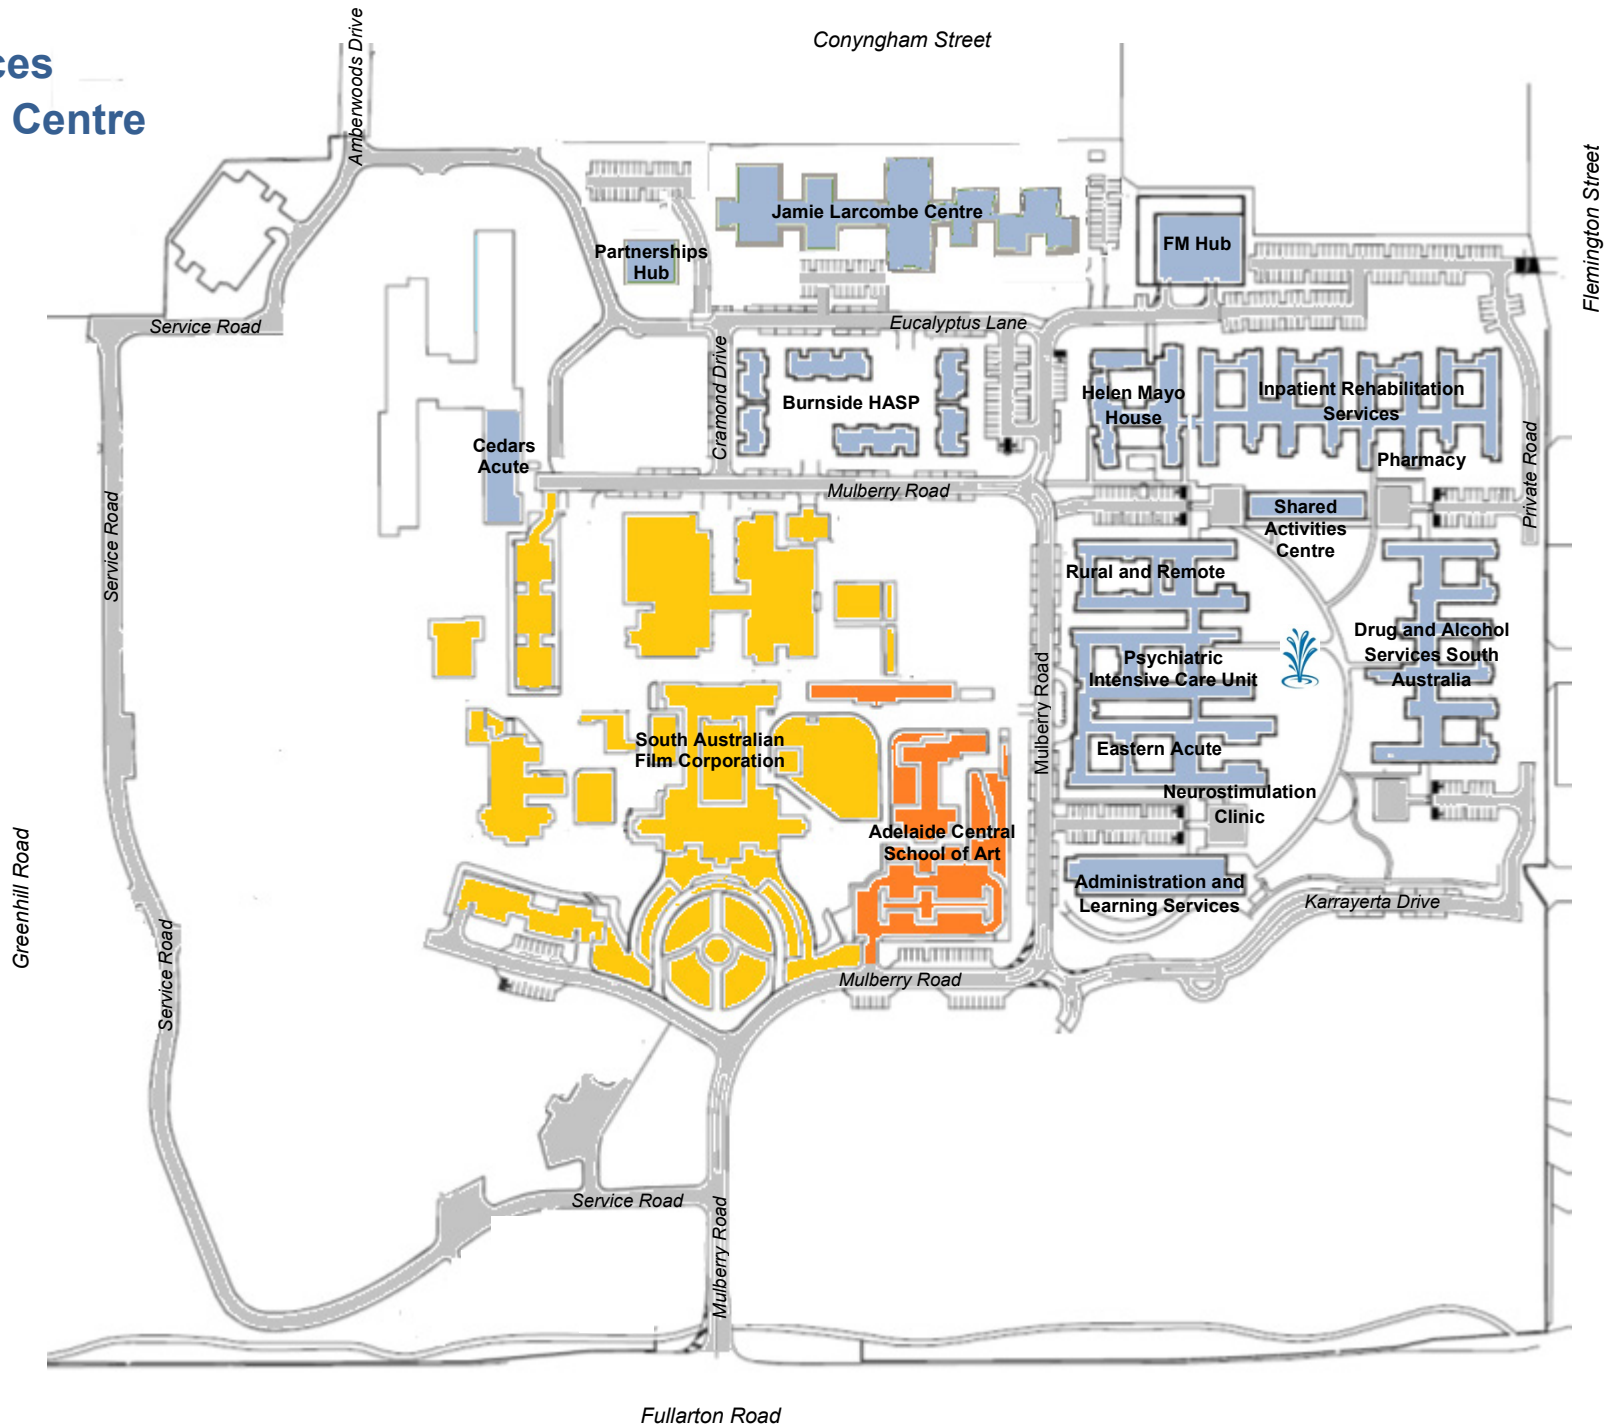 Centre
Conyngham Street
Amberwoods Drive
Flemington Street
Jamie Larcombe Centre
FM Hub
Partnerships
Hub
Service Road
Eucalyptus Lane
Cramond Drive
Burnside HASP
Helen Mayo
House
Inpatient Rehabilitation
Services
Pharmacy
Private Road
Cedars
Acute
Mulberry Road
Shared
Activities
Centre
Service Road
Rural and Remote
Drug and Alcohol
Services South
Australia
Psychiatric
Intensive Care Unit
Mulberry Road
South Australian
Film Corporation
Eastern Acute
Neurostimulation
Clinic
Adelaide Central
School of Art
Administration and
Learning Services
Karrayerta Drive
Greenhill Road
Service Road
Mulberry Road
Service Road
Mulberry Road
Fullarton Road